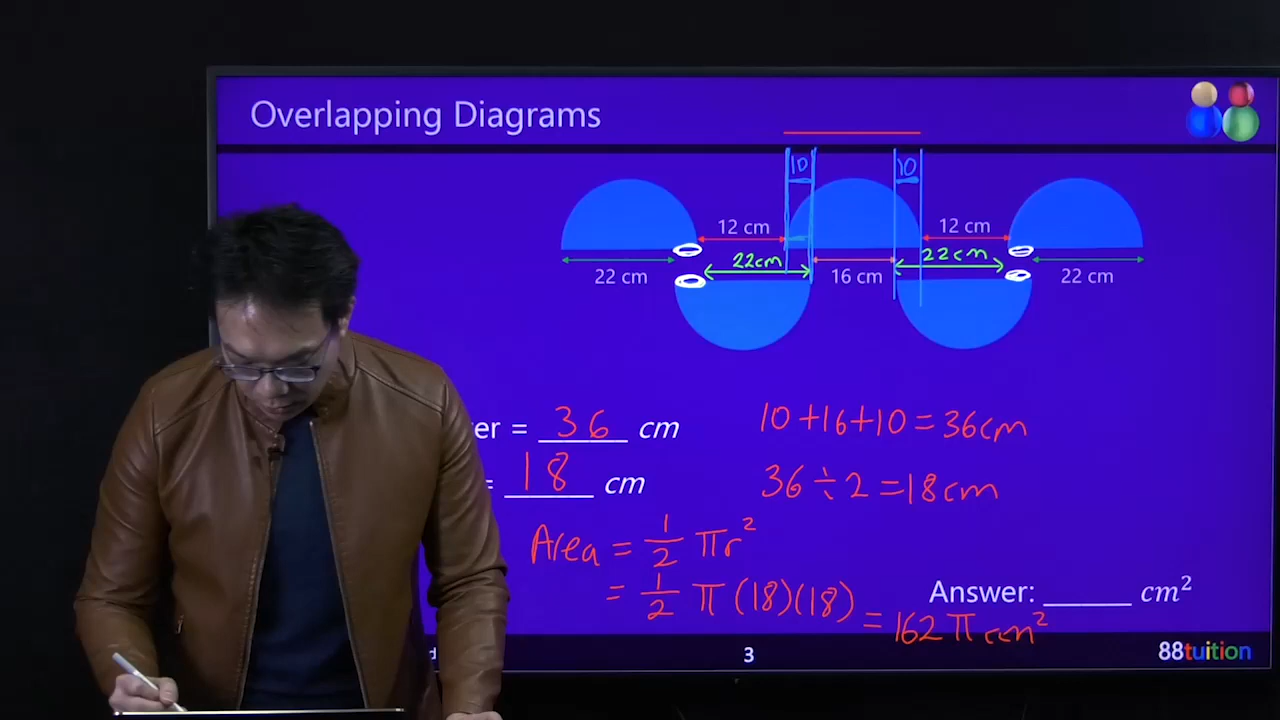 Overlapping Diagrams
10 10
12 cm 12 cm
22 cm 22cm 16 cm 22cm 22 cm
er = 36 cm
10+16+10=36cm
= 18 cm
36÷2=18cm
Area = 1/2 πr²
= 1/2 π(18)(18) = 162π cm²
Answer: ______ cm²
d
3
88tuition